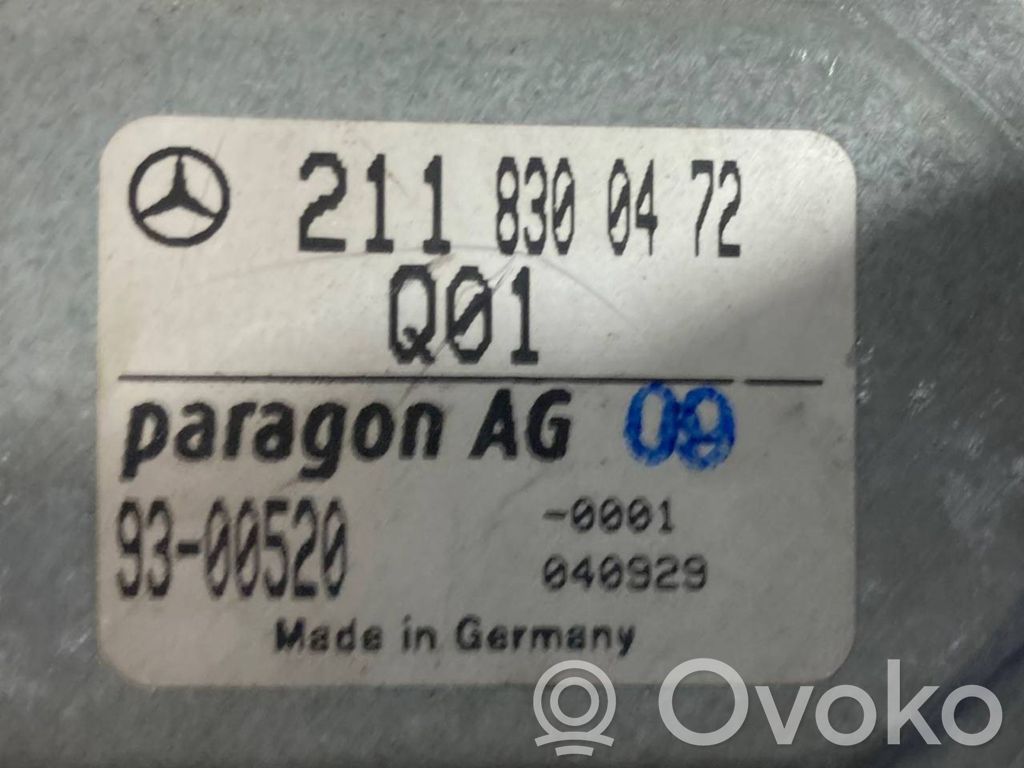 211 830 04 72
Q01
paragon AG 09
93-00520 -0001
040929
Made in Germany
Ovoko